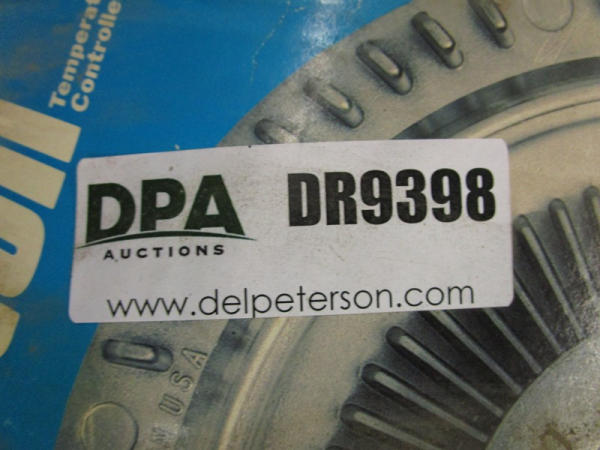 Temperat
Controlle
DPA
AUCTIONS
DR9398
www.delpeterson.com
USA